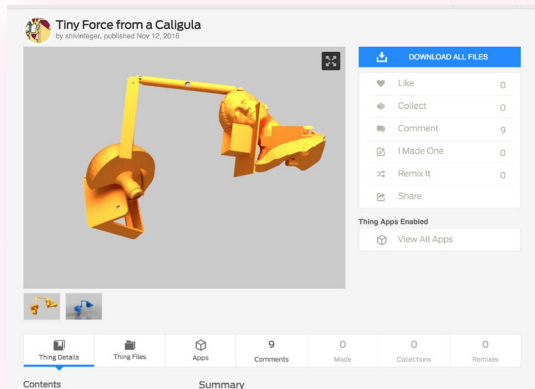 Tiny Force from a Caligula
by shivinteger, published Nov 12, 2016
DOWNLOAD ALL FILES
Like 0
Collect 0
Comment 9
I Made One 0
Remix It 0
Share
Thing Apps Enabled
View All Apps
Thing Details
Thing Files
Apps
9
Comments
0
Made
0
Collections
0
Remixes
Contents
Summary